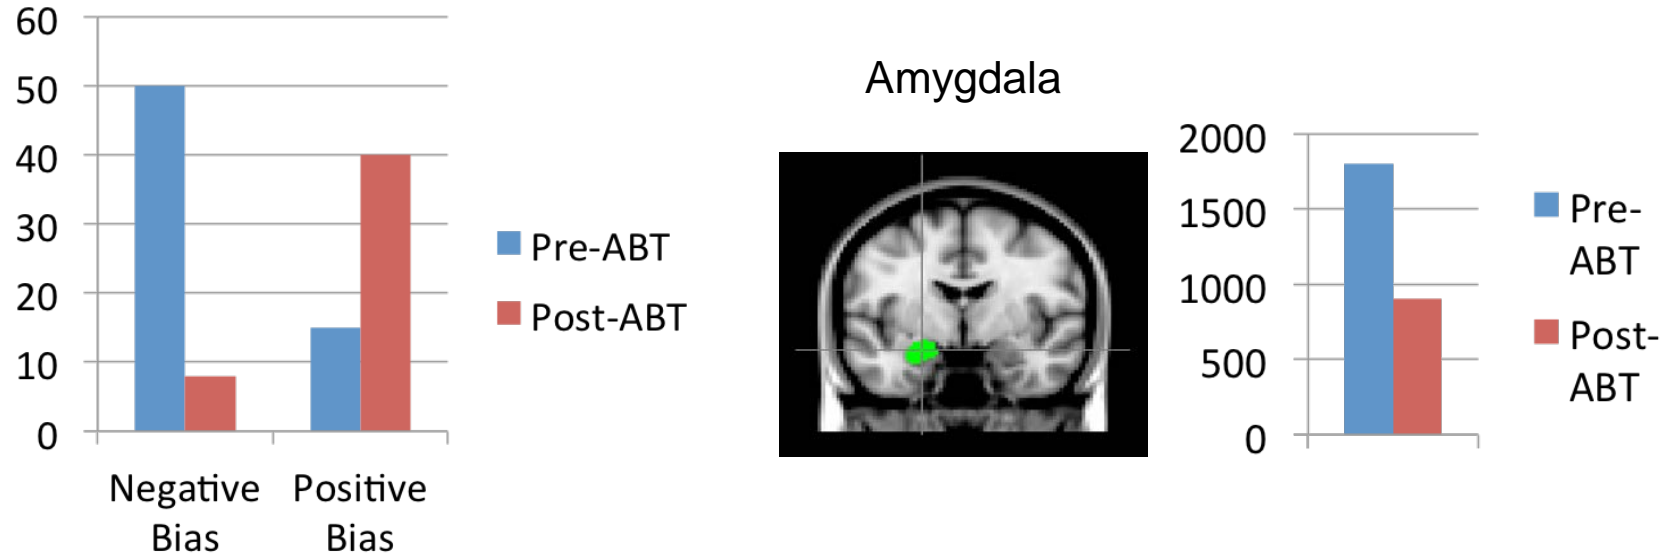 60
50
40
30
20
10
0
Negative
Bias
Positive
Bias
Pre-ABT
Post-ABT
Amygdala
2000
1500
1000
500
0
Pre-
ABT
Post-
ABT